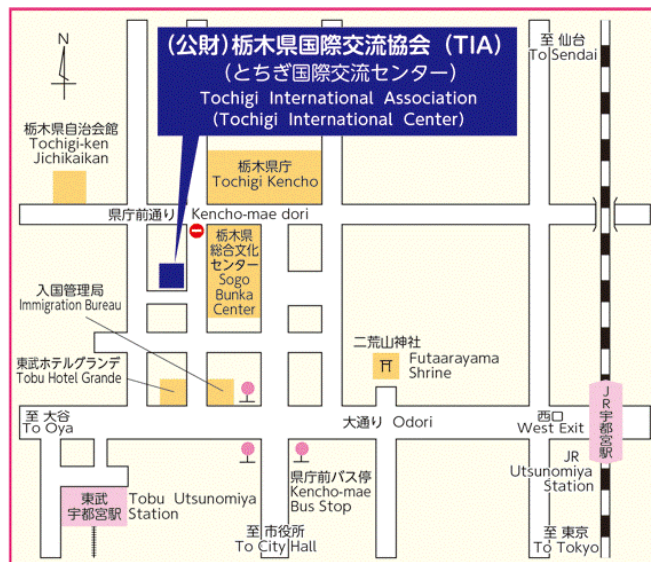 N
(公財)栃木県国際交流協会 (TIA)
(とちぎ国際交流センター)
Tochigi International Association
(Tochigi International Center)
至 仙台
To Sendai
栃木県自治会館
Tochigi-ken
Jichikaikan
栃木県庁
Tochigi Kencho
県庁前通り Kencho-mae dori
栃木県
総合文化
センター
Sogo
Bunka
Center
入国管理局
Immigration Bureau
東武ホテルグランデ
Tobu Hotel Grande
二荒山神社
Futaarayama
Shrine
至 大谷
To Oya
大通り Odori
西口
West Exit
JR宇都宮駅
JR
Utsunomiya
Station
東武
宇都宮駅
Tobu Utsunomiya
Station
県庁前バス停
Kencho-mae
Bus Stop
至 市役所
To City Hall
至 東京
To Tokyo